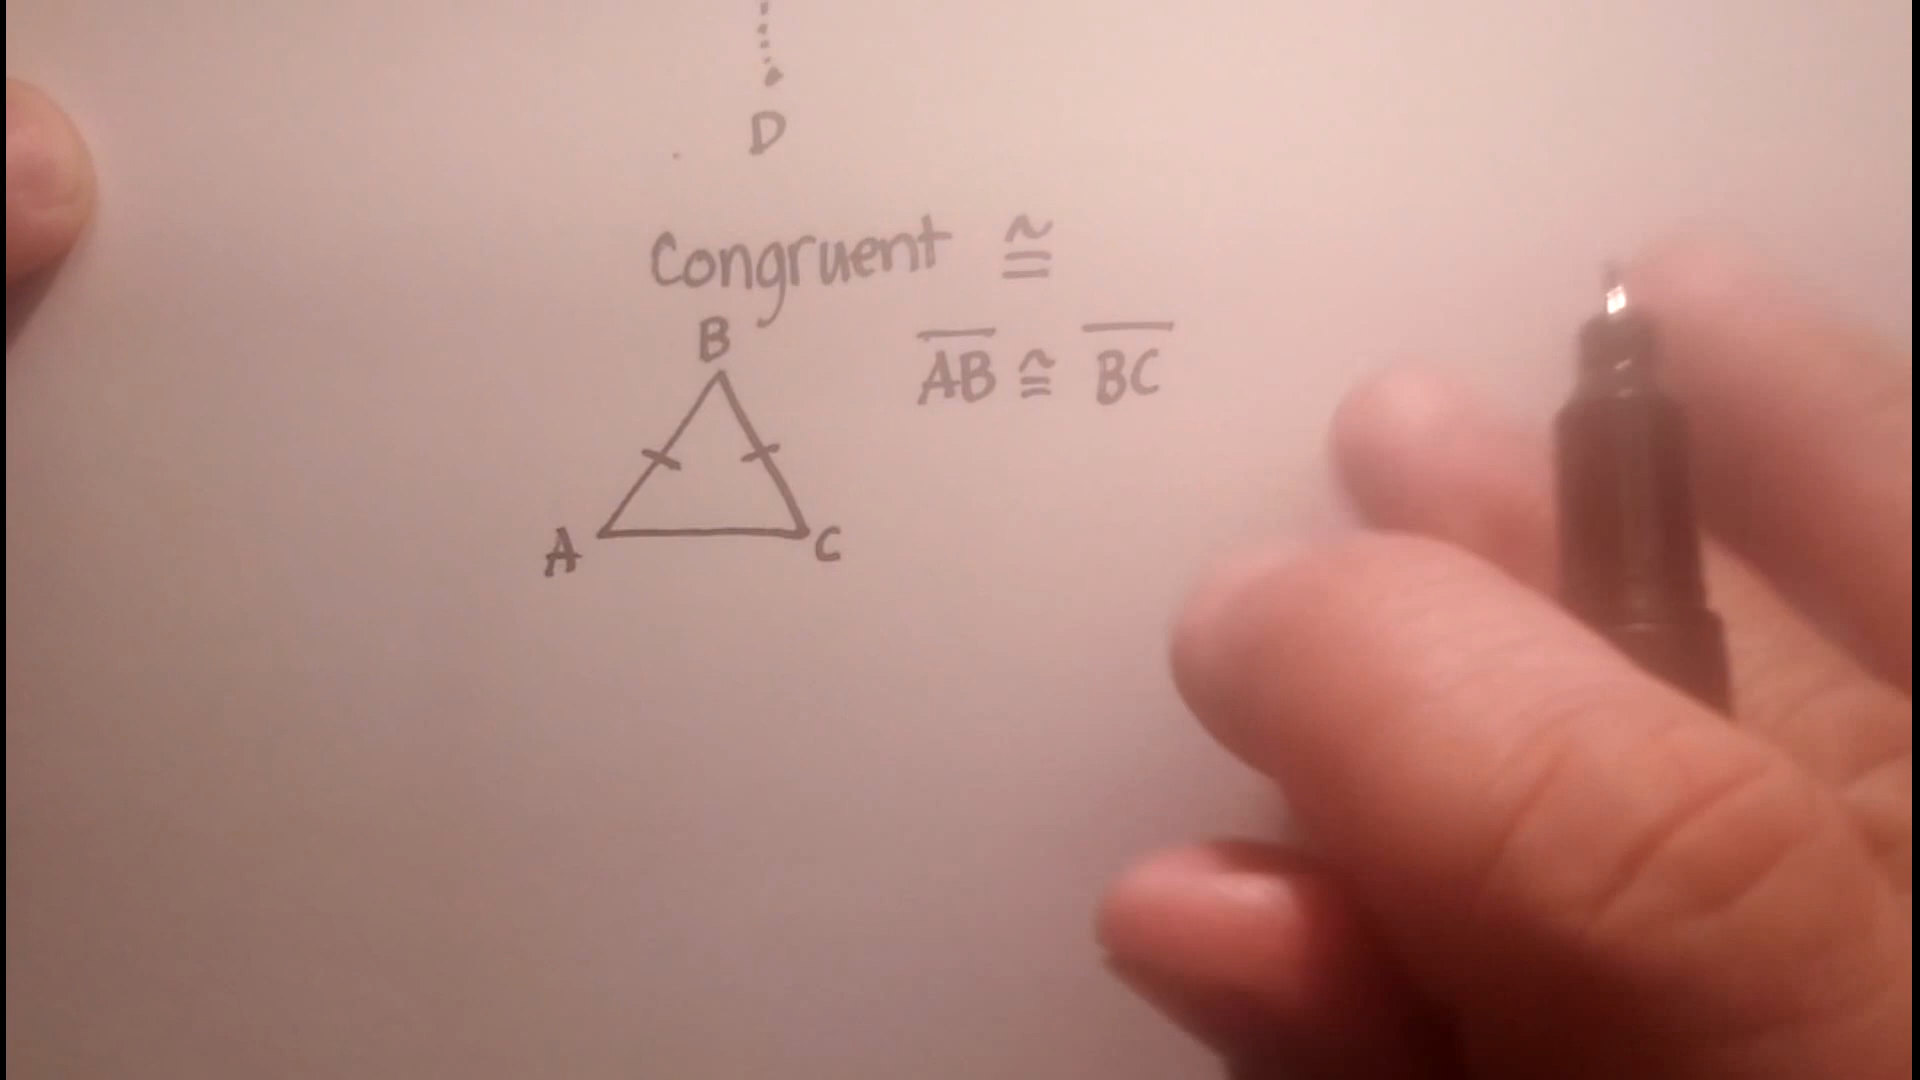 D
Congruent ≅
B
A̅B̅ ≅ B̅C̅
A C